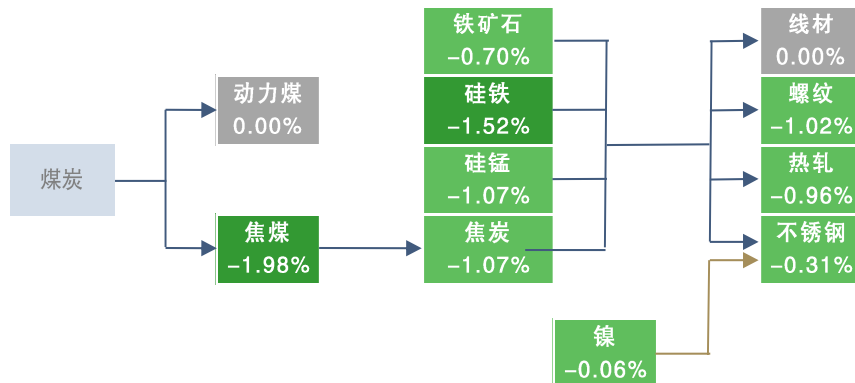 煤炭
动力煤
0.00%
焦煤
-1.98%
铁矿石
-0.70%
硅铁
-1.52%
硅锰
-1.07%
焦炭
-1.07%
线材
0.00%
螺纹
-1.02%
热轧
-0.96%
不锈钢
-0.31%
镍
-0.06%